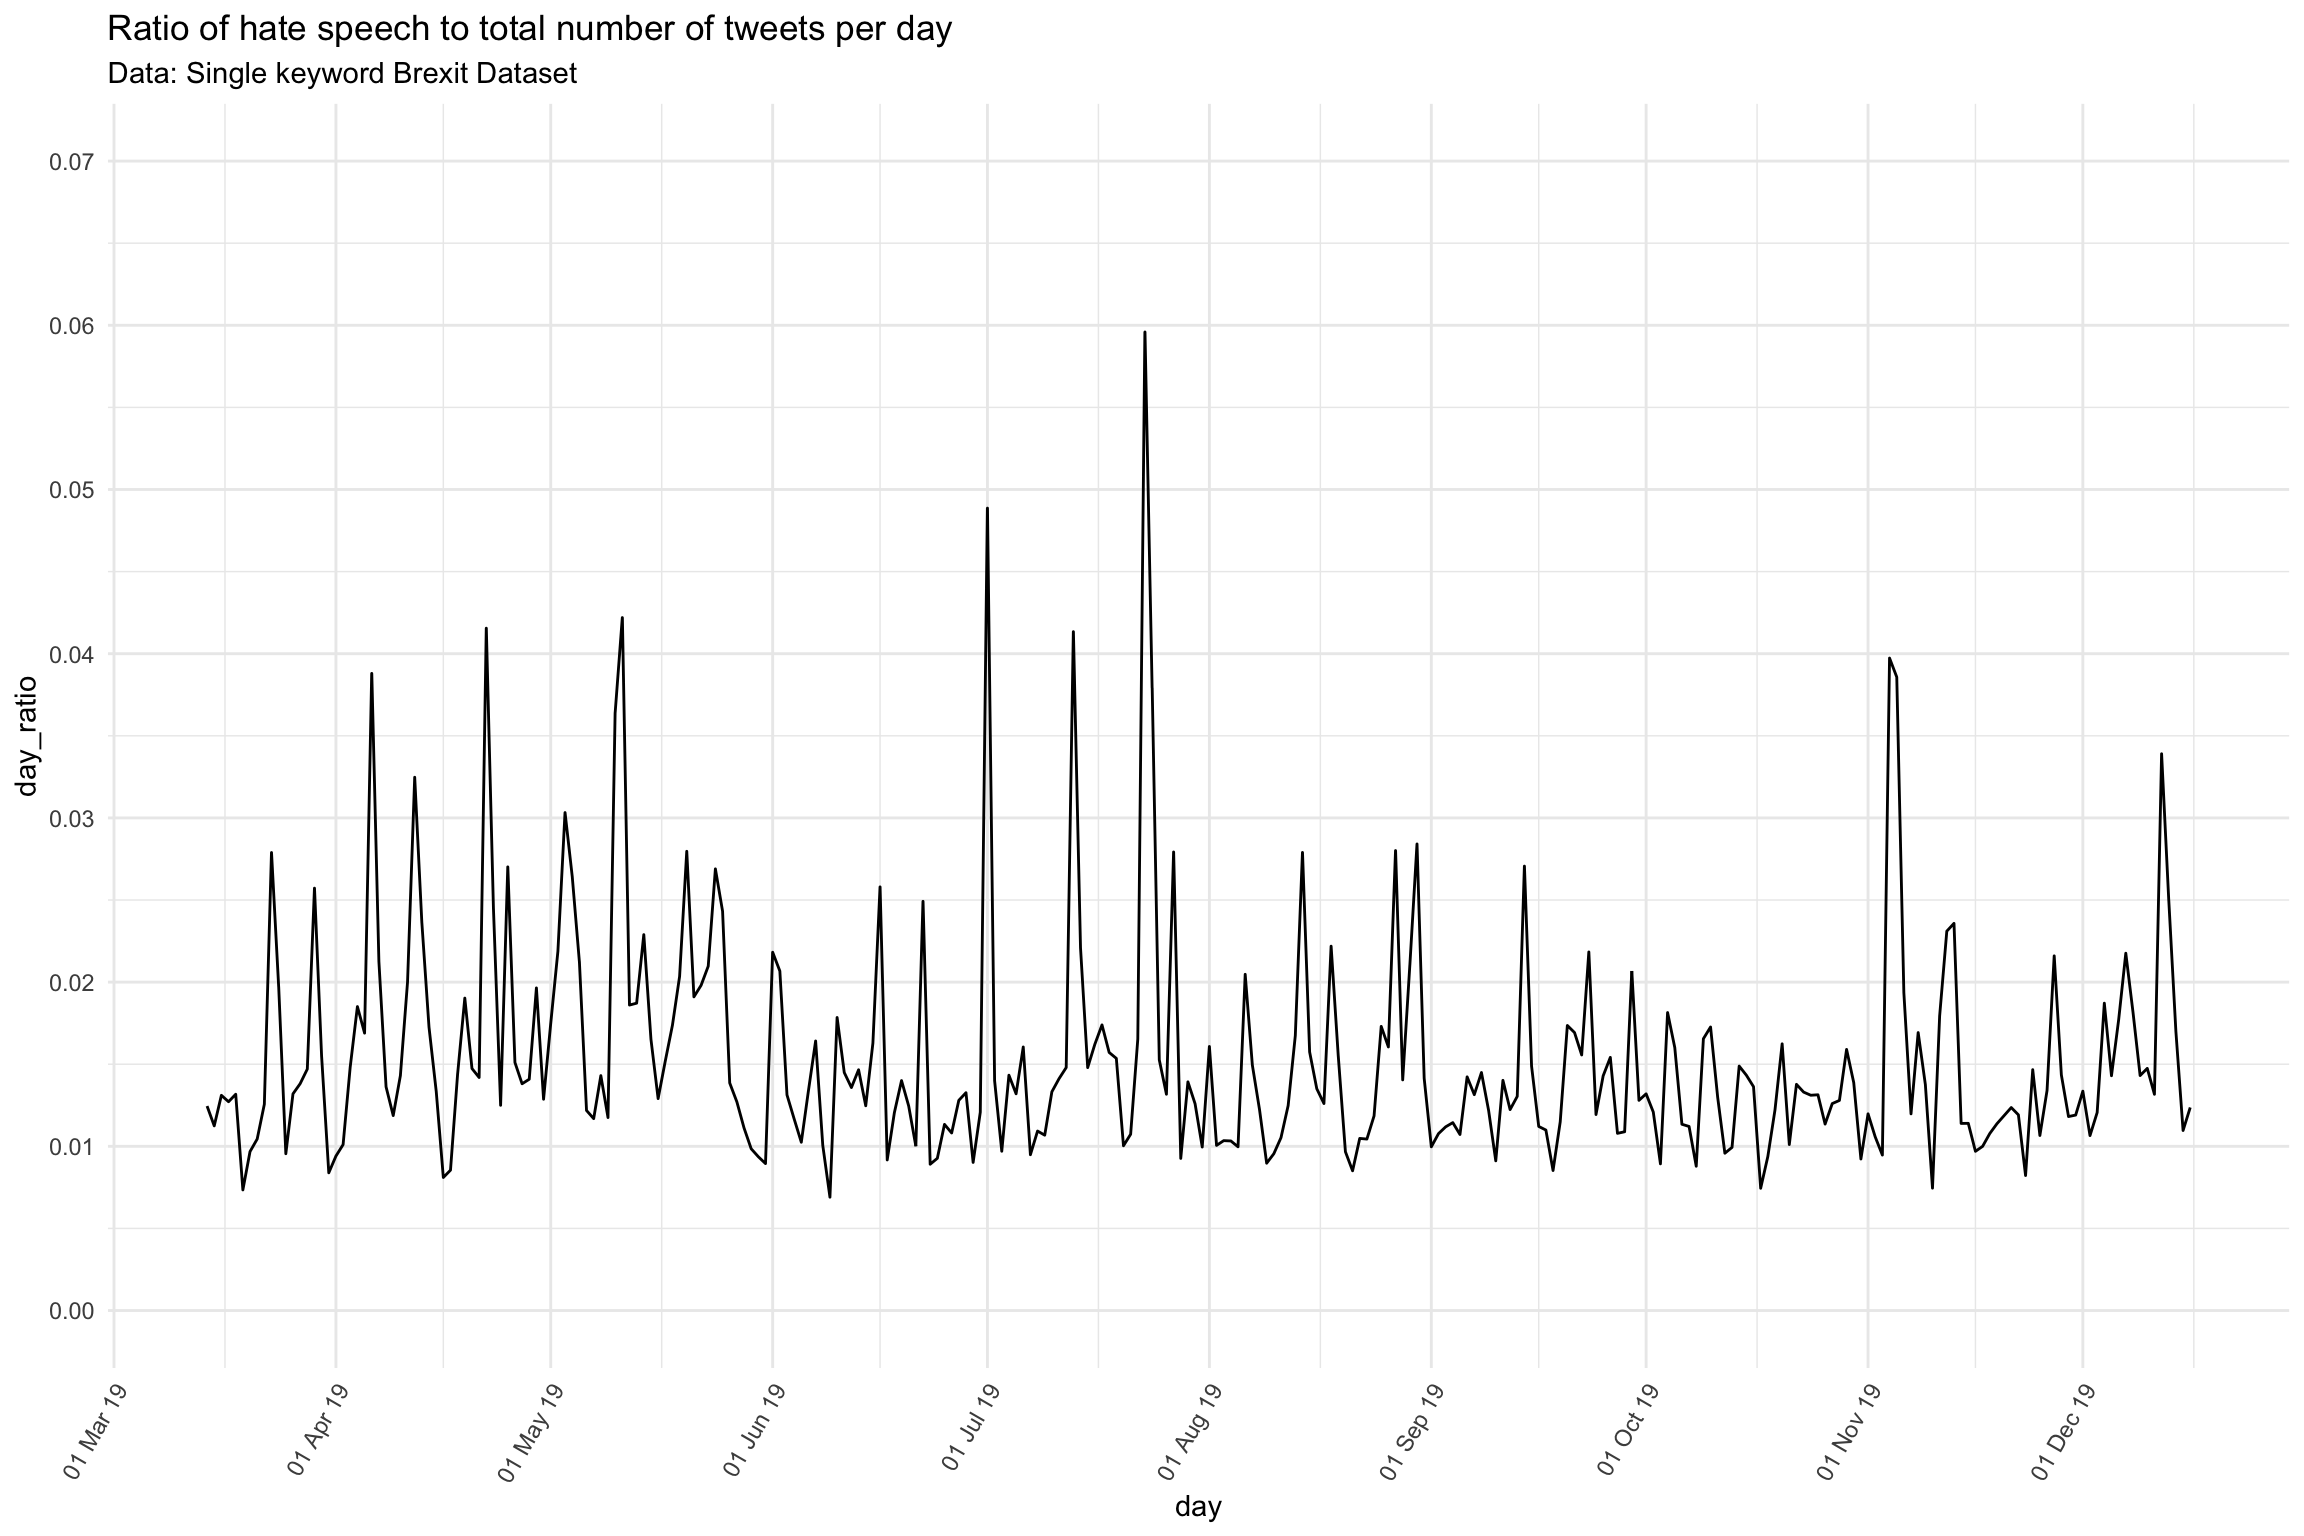 Ratio of hate speech to total number of tweets per day
Data: Single keyword Brexit Dataset
0.07
0.06
0.05
0.04
0.03
0.02
0.01
0.00
day_ratio
01 Mar 19
01 Apr 19
01 May 19
01 Jun 19
01 Jul 19
01 Aug 19
01 Sep 19
01 Oct 19
01 Nov 19
01 Dec 19
day